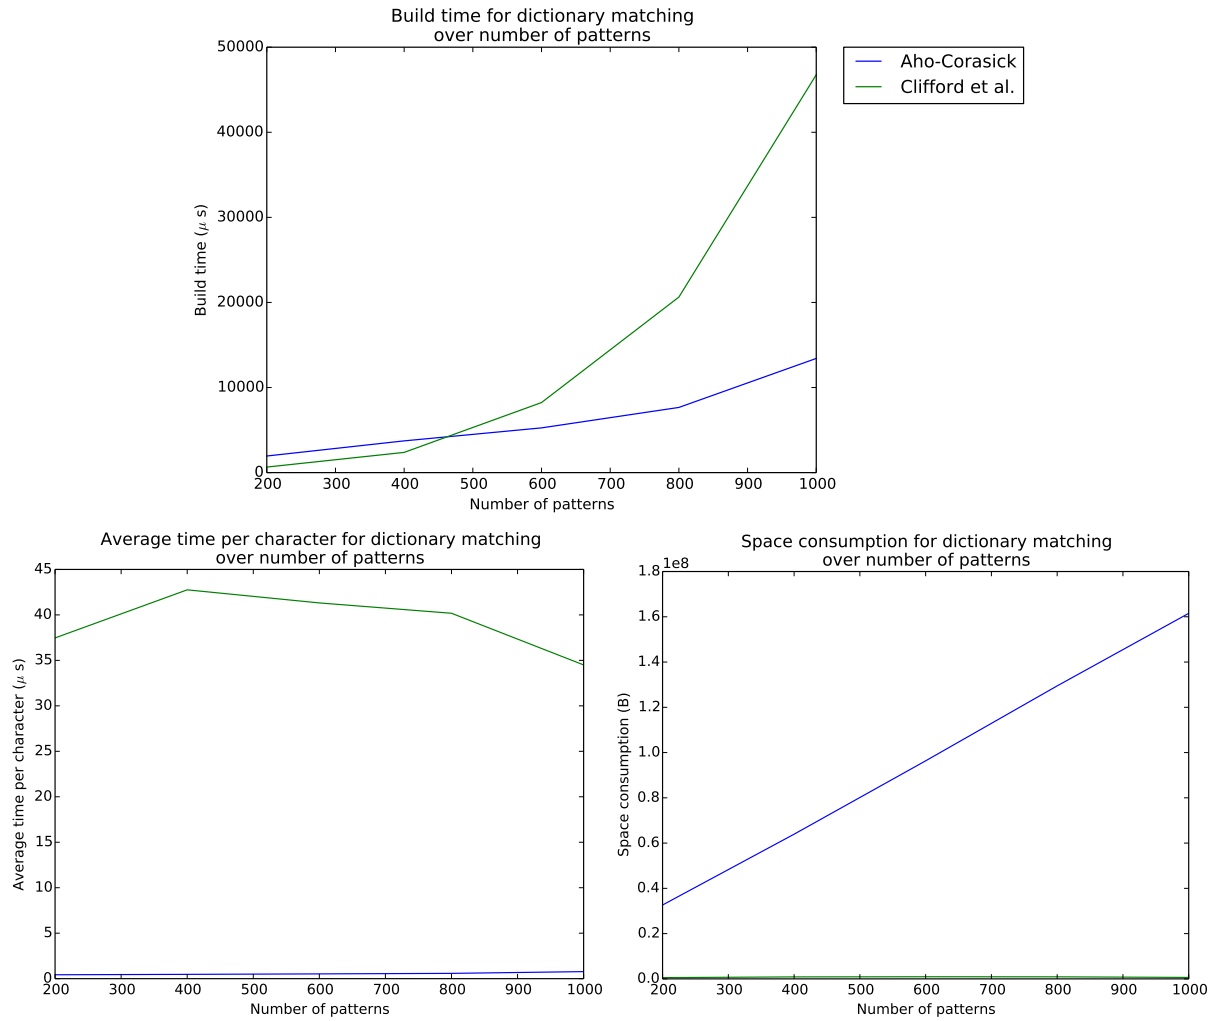 Build time for dictionary matching
over number of patterns
50000
40000
30000
20000
10000
0
Build time (μ s)
200 300 400 500 600 700 800 900 1000
Number of patterns
Aho-Corasick
Clifford et al.
Average time per character for dictionary matching
over number of patterns
45
40
35
30
25
20
15
10
5
0
Average time per character (μ s)
200 300 400 500 600 700 800 900 1000
Number of patterns
Space consumption for dictionary matching
over number of patterns
1e8
1.8
1.6
1.4
1.2
1.0
0.8
0.6
0.4
0.2
0.0
Space consumption (B)
200 300 400 500 600 700 800 900 1000
Number of patterns